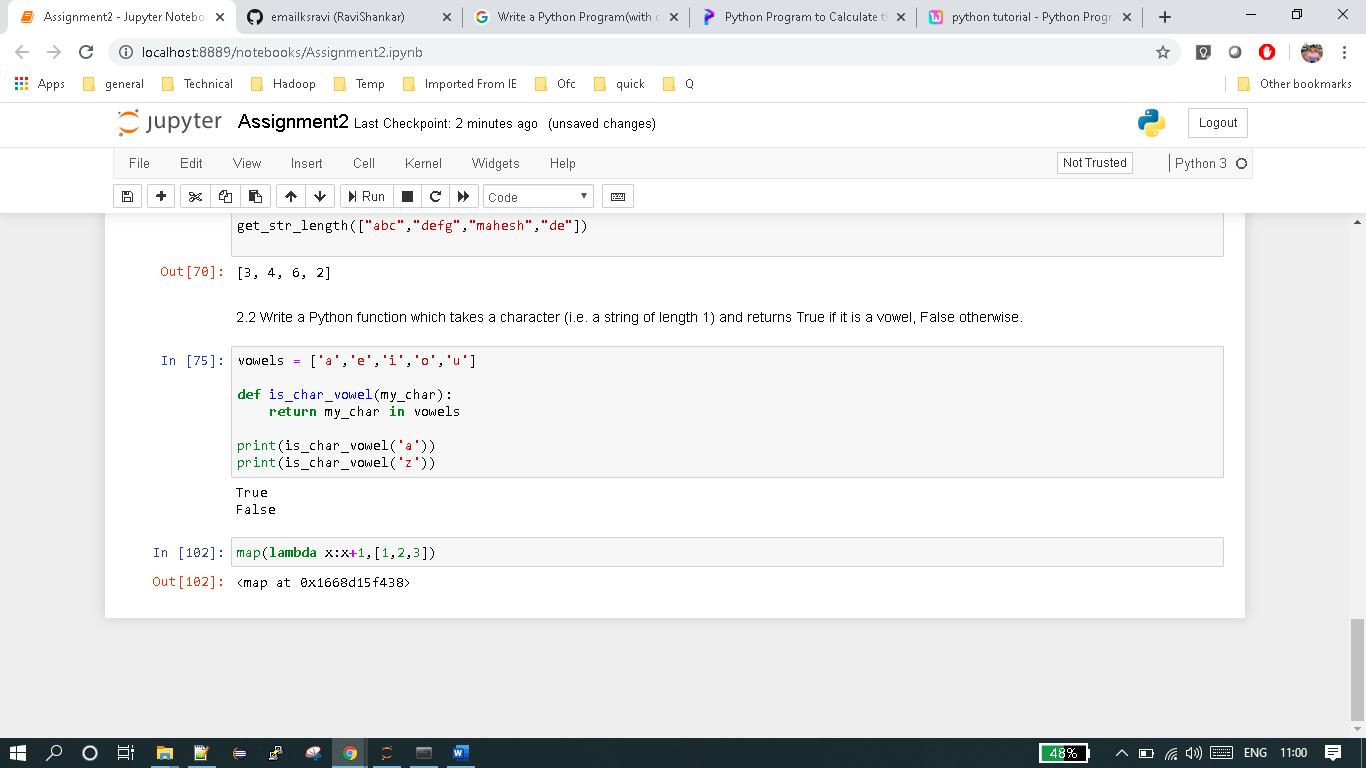 Assignment2 - Jupyter Notebo
emailksravi (RaviShankar)
Write a Python Program(with
Python Program to Calculate
python tutorial - Python Progr
localhost:8889/notebooks/Assignment2.ipynb
Apps general Technical Hadoop Temp Imported From IE Ofc quick Q Other bookmarks
jupyter Assignment2 Last Checkpoint: 2 minutes ago (unsaved changes) Logout
File Edit View Insert Cell Kernel Widgets Help Not Trusted Python 3
Run Code
get_str_length(["abc","defg","mahesh","de"])
Out[70]: [3, 4, 6, 2]
2.2 Write a Python function which takes a character (i.e. a string of length 1) and returns True if it is a vowel, False otherwise.
In [75]: vowels = ['a','e','i','o','u']
def is_char_vowel(my_char):
return my_char in vowels
print(is_char_vowel('a'))
print(is_char_vowel('z'))
True
False
In [102]: map(lambda x:x+1,[1,2,3])
Out[102]: <map at 0x1668d15f438>
48% ENG 11:00